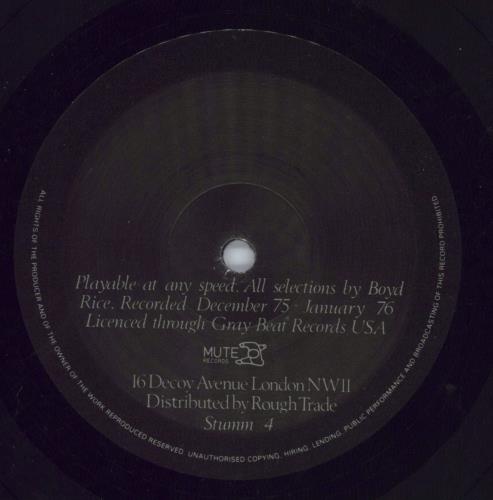 Playable at any speed. All selections by Boyd
Rice. Recorded December 75 - January 76
Licenced through Gray Beat Records USA
MUTE
RECORDS
16 Decoy Avenue London NW11
Distributed by Rough Trade
Stumm 4
ALL RIGHTS OF THE PRODUCER AND OF THE OWNER OF THE WORK REPRODUCED RESERVED. UNAUTHORISED COPYING, HIRING, LENDING, PUBLIC PERFORMANCE AND BROADCASTING OF THIS RECORD PROHIBITED